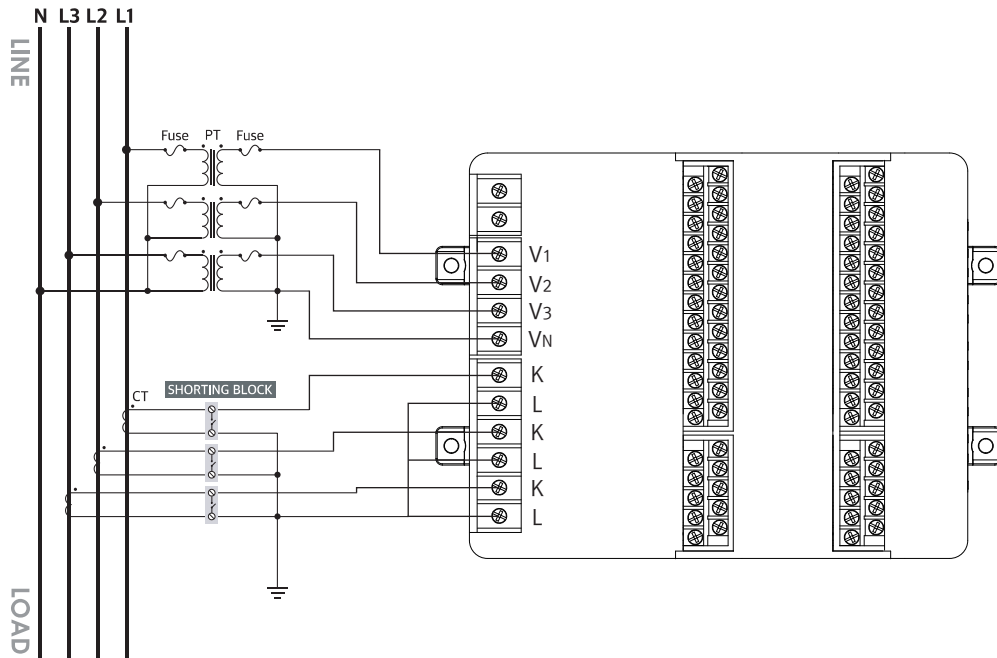 N L3 L2 L1
LINE
Fuse PT Fuse
V1
V2
V3
VN
K
CT SHORTING BLOCK
L
K
L
K
L
LOAD